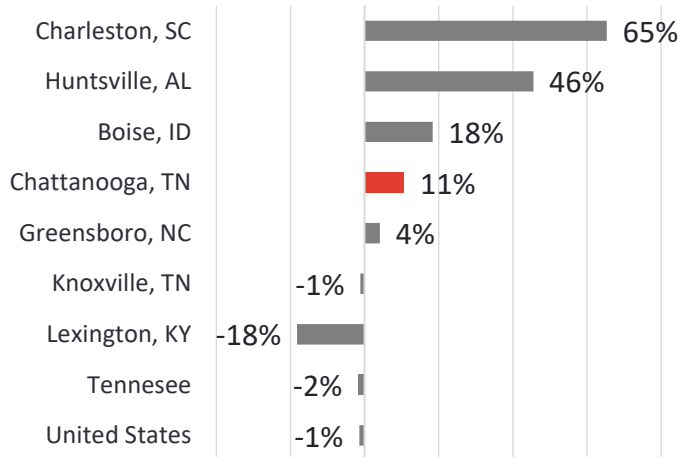 Charleston, SC 65%
Huntsville, AL 46%
Boise, ID 18%
Chattanooga, TN 11%
Greensboro, NC 4%
Knoxville, TN -1%
Lexington, KY -18%
Tennesee -2%
United States -1%